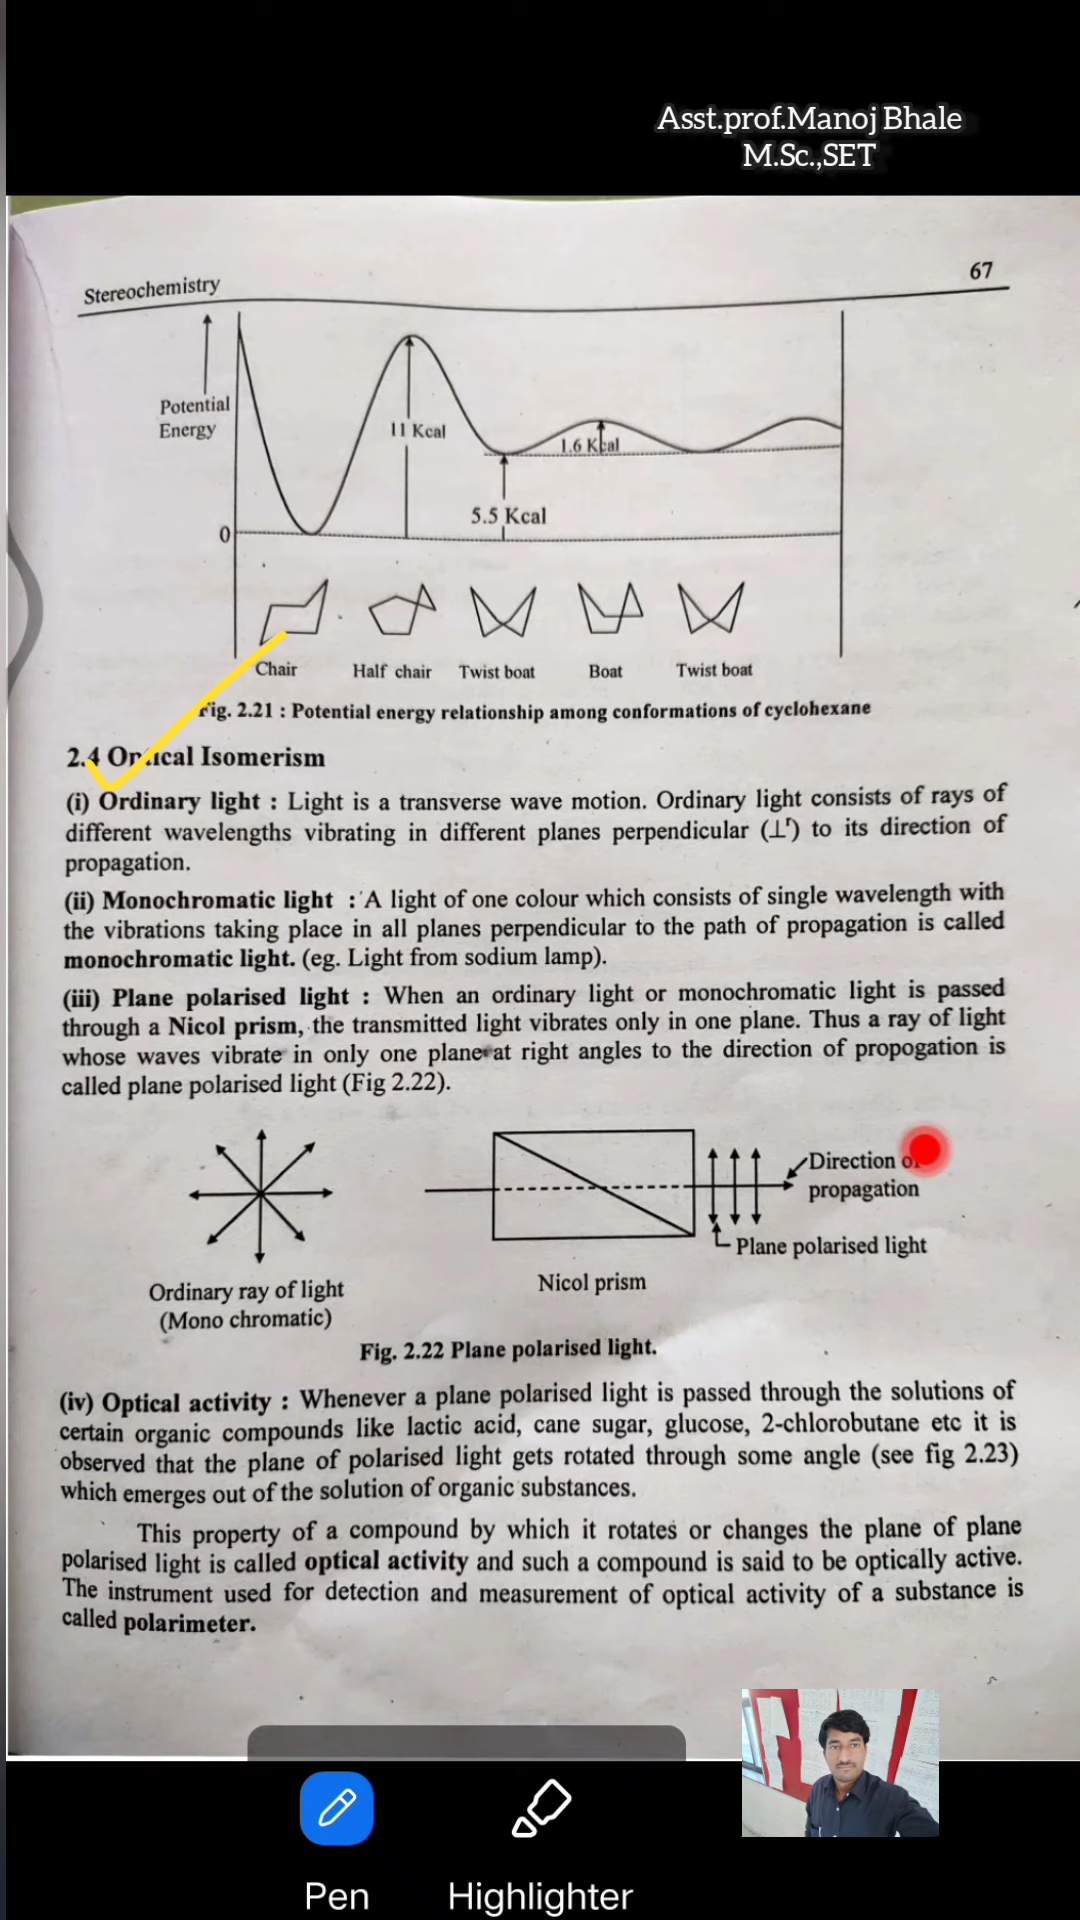 Asst.prof.Manoj Bhale
M.Sc.,SET
Stereochemistry
67
Potential
Energy
11 Kcal
1.6 Kcal
5.5 Kcal
0
Chair
Half chair
Twist boat
Boat
Twist boat
Fig. 2.21 : Potential energy relationship among conformations of cyclohexane
2.4 Optical Isomerism
(i) Ordinary light : Light is a transverse wave motion. Ordinary light consists of rays of
different wavelengths vibrating in different planes perpendicular (⊥ʳ) to its direction of
propagation.
(ii) Monochromatic light : A light of one colour which consists of single wavelength with
the vibrations taking place in all planes perpendicular to the path of propagation is called
monochromatic light. (eg. Light from sodium lamp).
(iii) Plane polarised light : When an ordinary light or monochromatic light is passed
through a Nicol prism, the transmitted light vibrates only in one plane. Thus a ray of light
whose waves vibrate in only one plane at right angles to the direction of propogation is
called plane polarised light (Fig 2.22).
Direction of
propagation
Plane polarised light
Ordinary ray of light
(Mono chromatic)
Nicol prism
Fig. 2.22 Plane polarised light.
(iv) Optical activity : Whenever a plane polarised light is passed through the solutions of
certain organic compounds like lactic acid, cane sugar, glucose, 2-chlorobutane etc it is
observed that the plane of polarised light gets rotated through some angle (see fig 2.23)
which emerges out of the solution of organic substances.
This property of a compound by which it rotates or changes the plane of plane
polarised light is called optical activity and such a compound is said to be optically active.
The instrument used for detection and measurement of optical activity of a substance is
called polarimeter.
Pen
Highlighter